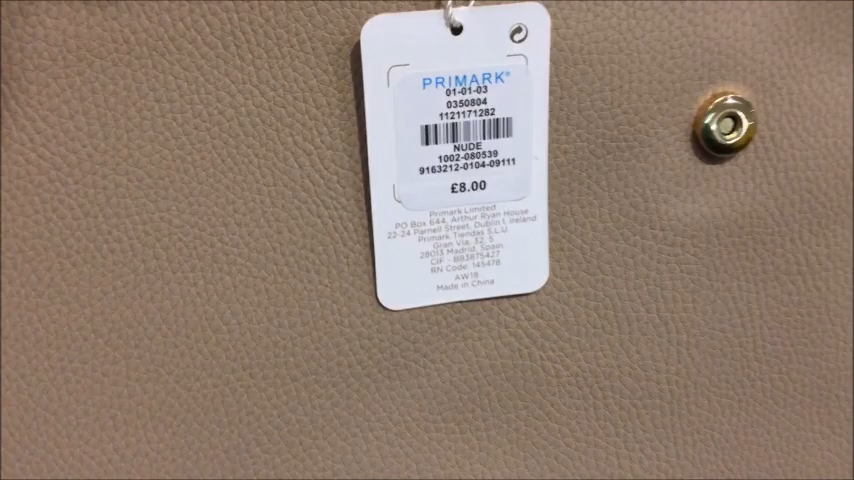 PRIMARK®
01-01-03
0350804
1121171282
NUDE
1002-080539
9163212-0104-09111
£8.00
Primark Limited
PO Box 644, Arthur Ryan House
22-24 Parnell Street, Dublin 1, Ireland
Primark Tiendas S.L.U.
Gran Via, 32, 5
28013 Madrid, Spain
CIF - B83875427
RN Code: 145478
AW18
Made in China